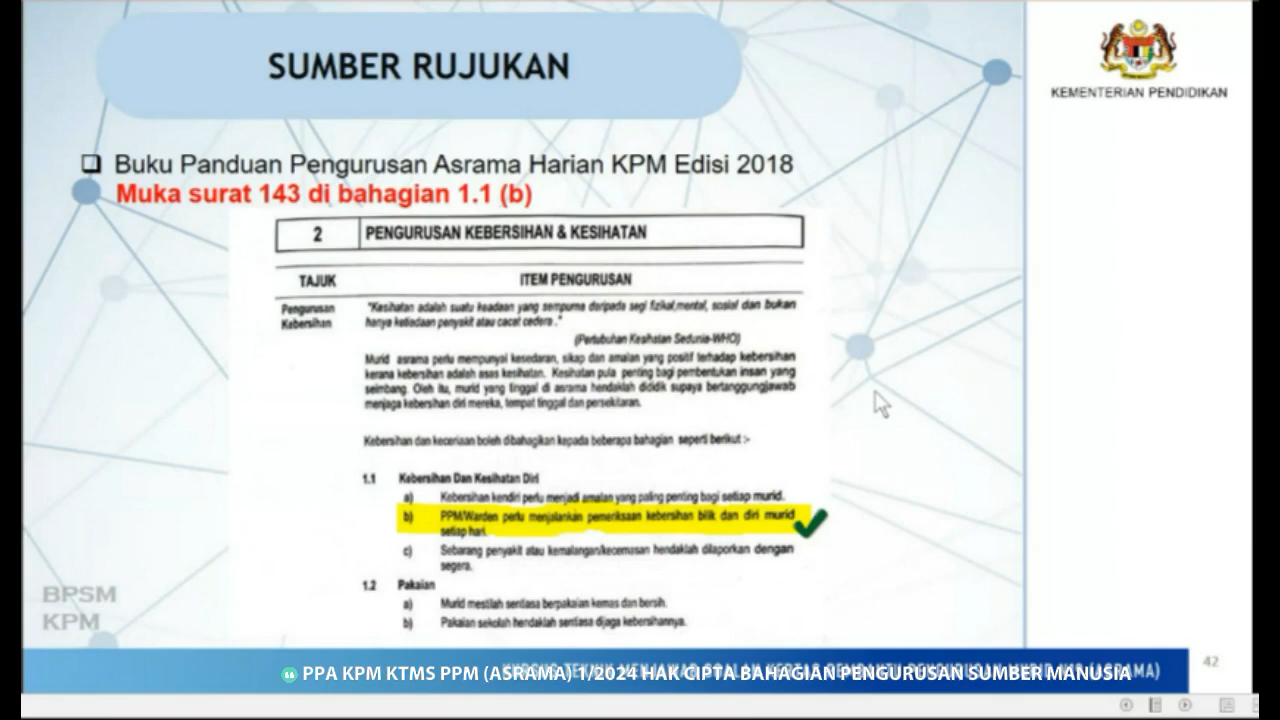 SUMBER RUJUKAN
KEMENTERIAN PENDIDIKAN
❑ Buku Panduan Pengurusan Asrama Harian KPM Edisi 2018
Muka surat 143 di bahagian 1.1 (b)
2 PENGURUSAN KEBERSIHAN & KESIHATAN
TAJUK ITEM PENGURUSAN
Pengurusan Kebersihan
"Kesihatan adalah suatu keadaan yang sempurna daripada segi fizikal,mental, sosial dan bukan
hanya ketiadaan penyakit atau cacat cedera."
(Pertubuhan Kesihatan Sedunia-WHO)
Murid asrama perlu mempunyai kesedaran, sikap dan amalan yang positif terhadap kebersihan
kerana kebersihan adalah asas kesihatan. Kesihatan pula penting bagi pembentukan insan yang
seimbang. Oleh itu, murid yang tinggal di asrama hendaklah dididik supaya bertanggungjawab
menjaga kebersihan diri mereka, tempat tinggal dan persekitaran.
Kebersihan dan keceriaan boleh dibahagikan kepada beberapa bahagian seperti berikut :-
1.1 Kebersihan Dan Kesihatan Diri
a) Kebersihan kendiri perlu menjadi amalan yang paling penting bagi setiap murid.
b) PPM/Warden perlu menjalankan pemeriksaan kebersihan bilik dan diri murid
setiap hari.
c) Sebarang penyakit atau kemalangan/kecemasan hendaklah dilaporkan dengan
segera.
1.2 Pakaian
a) Murid mestilah sentiasa berpakaian kemas dan bersih.
b) Pakaian sekolah hendaklah sentiasa dijaga kebersihannya.
BPSM
KPM
PPA KPM KTMS PPM (ASRAMA) 1/2024 HAK CIPTA BAHAGIAN PENGURUSAN SUMBER MANUSIA
42